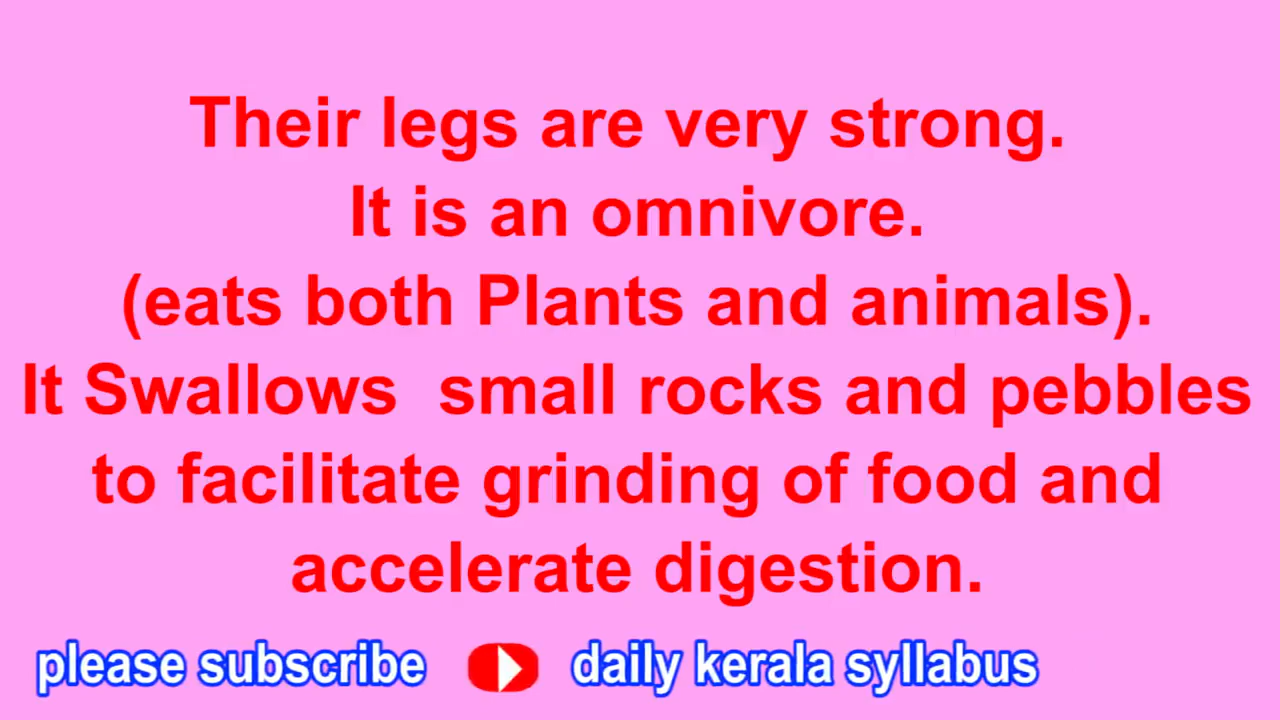 Their legs are very strong.
It is an omnivore.
(eats both Plants and animals).
It Swallows  small rocks and pebbles
to facilitate grinding of food and
accelerate digestion.
please subscribe daily kerala syllabus